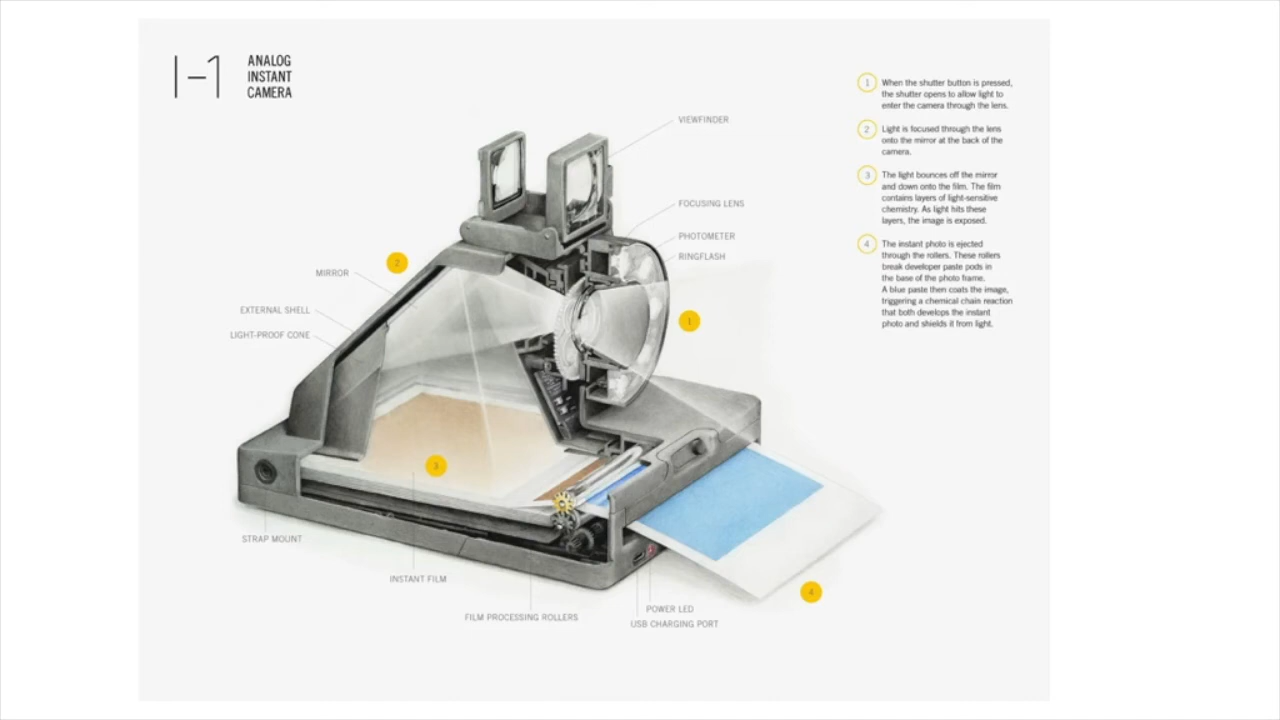 I-1
ANALOG
INSTANT
CAMERA
VIEWFINDER
FOCUSING LENS
PHOTOMETER
RINGFLASH
MIRROR
EXTERNAL SHELL
LIGHT-PROOF CONE
STRAP MOUNT
INSTANT FILM
FILM PROCESSING ROLLERS
POWER LED
USB CHARGING PORT
2
1
3
4
1 When the shutter button is pressed,
the shutter opens to allow light to
enter the camera through the lens.
2 Light is focused through the lens
onto the mirror at the back of the
camera.
3 The light bounces off the mirror
and down onto the film. The film
contains layers of light-sensitive
chemistry. As light hits these
layers, the image is exposed.
4 The instant photo is ejected
through the rollers. These rollers
break developer paste pods in
the base of the photo frame.
A blue paste then coats the image,
triggering a chemical chain reaction
that both develops the instant
photo and shields it from light.